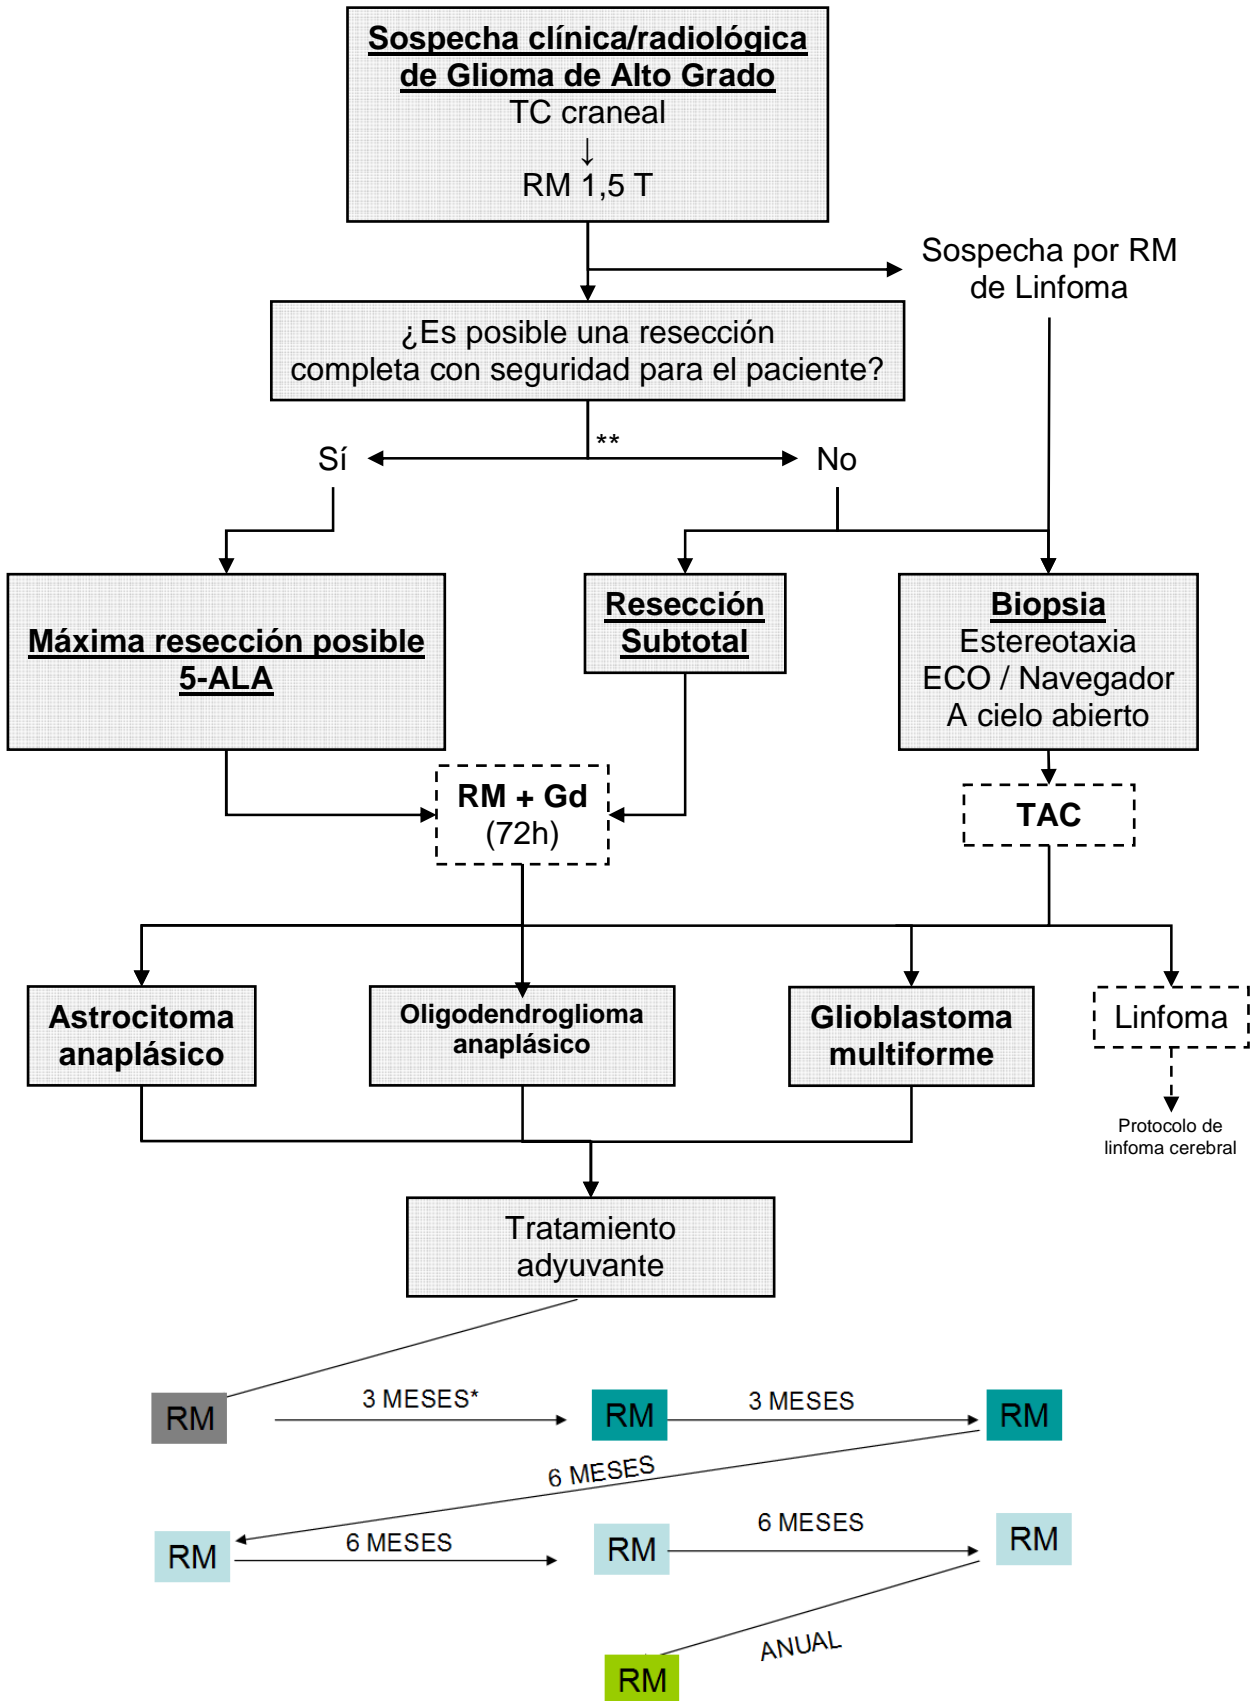 Sospecha clínica/radiológica
de Glioma de Alto Grado
TC craneal
↓
RM 1,5 T
Sospecha por RM
de Linfoma
¿Es posible una resección
completa con seguridad para el paciente?
**
Sí
No
Máxima resección posible
5-ALA
Resección
Subtotal
Biopsia
Estereotaxia
ECO / Navegador
A cielo abierto
RM + Gd
(72h)
TAC
Astrocitoma
anaplásico
Oligodendroglioma
anaplásico
Glioblastoma
multiforme
Linfoma
Protocolo de
linfoma cerebral
Tratamiento
adyuvante
RM
3 MESES*
RM
3 MESES
RM
6 MESES
RM
6 MESES
RM
6 MESES
RM
ANUAL
RM